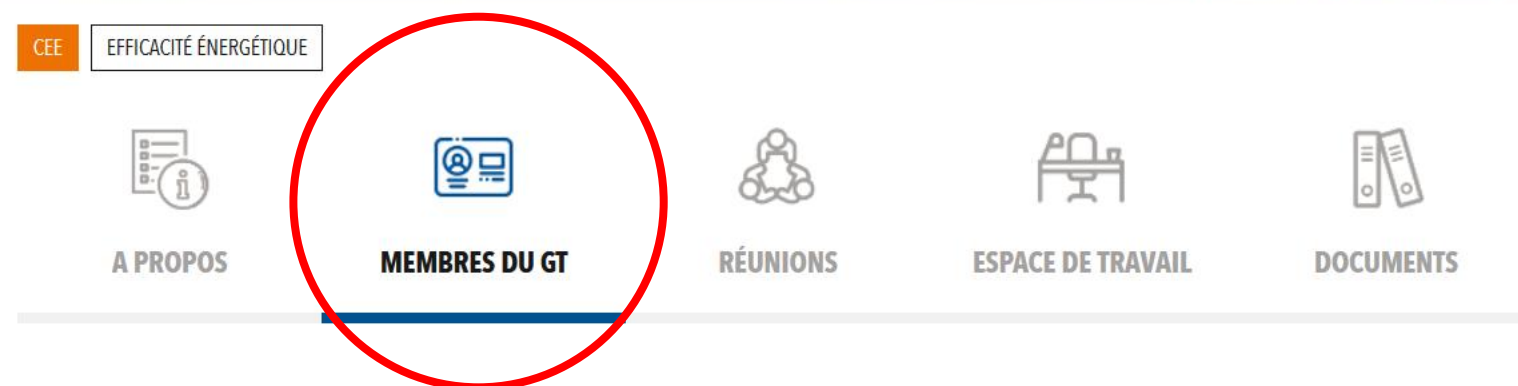 CEE EFFICACITÉ ÉNERGÉTIQUE
A PROPOS MEMBRES DU GT RÉUNIONS ESPACE DE TRAVAIL DOCUMENTS